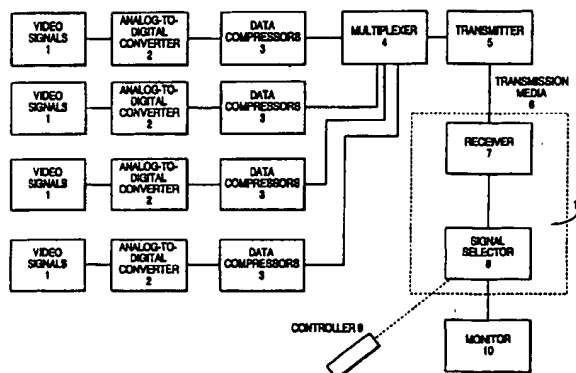 VIDEO SIGNALS 1
ANALOG-TO-DIGITAL CONVERTER 2
DATA COMPRESSORS 3
MULTIPLEXER 4
TRANSMITTER 5
TRANSMISSION MEDIA 6
VIDEO SIGNALS 1
ANALOG-TO-DIGITAL CONVERTER 2
DATA COMPRESSORS 3
RECEIVER 7
VIDEO SIGNALS 1
ANALOG-TO-DIGITAL CONVERTER 2
DATA COMPRESSORS 3
VIDEO SIGNALS 1
ANALOG-TO-DIGITAL CONVERTER 2
DATA COMPRESSORS 3
SIGNAL SELECTOR 8
CONTROLLER 9
MONITOR 10